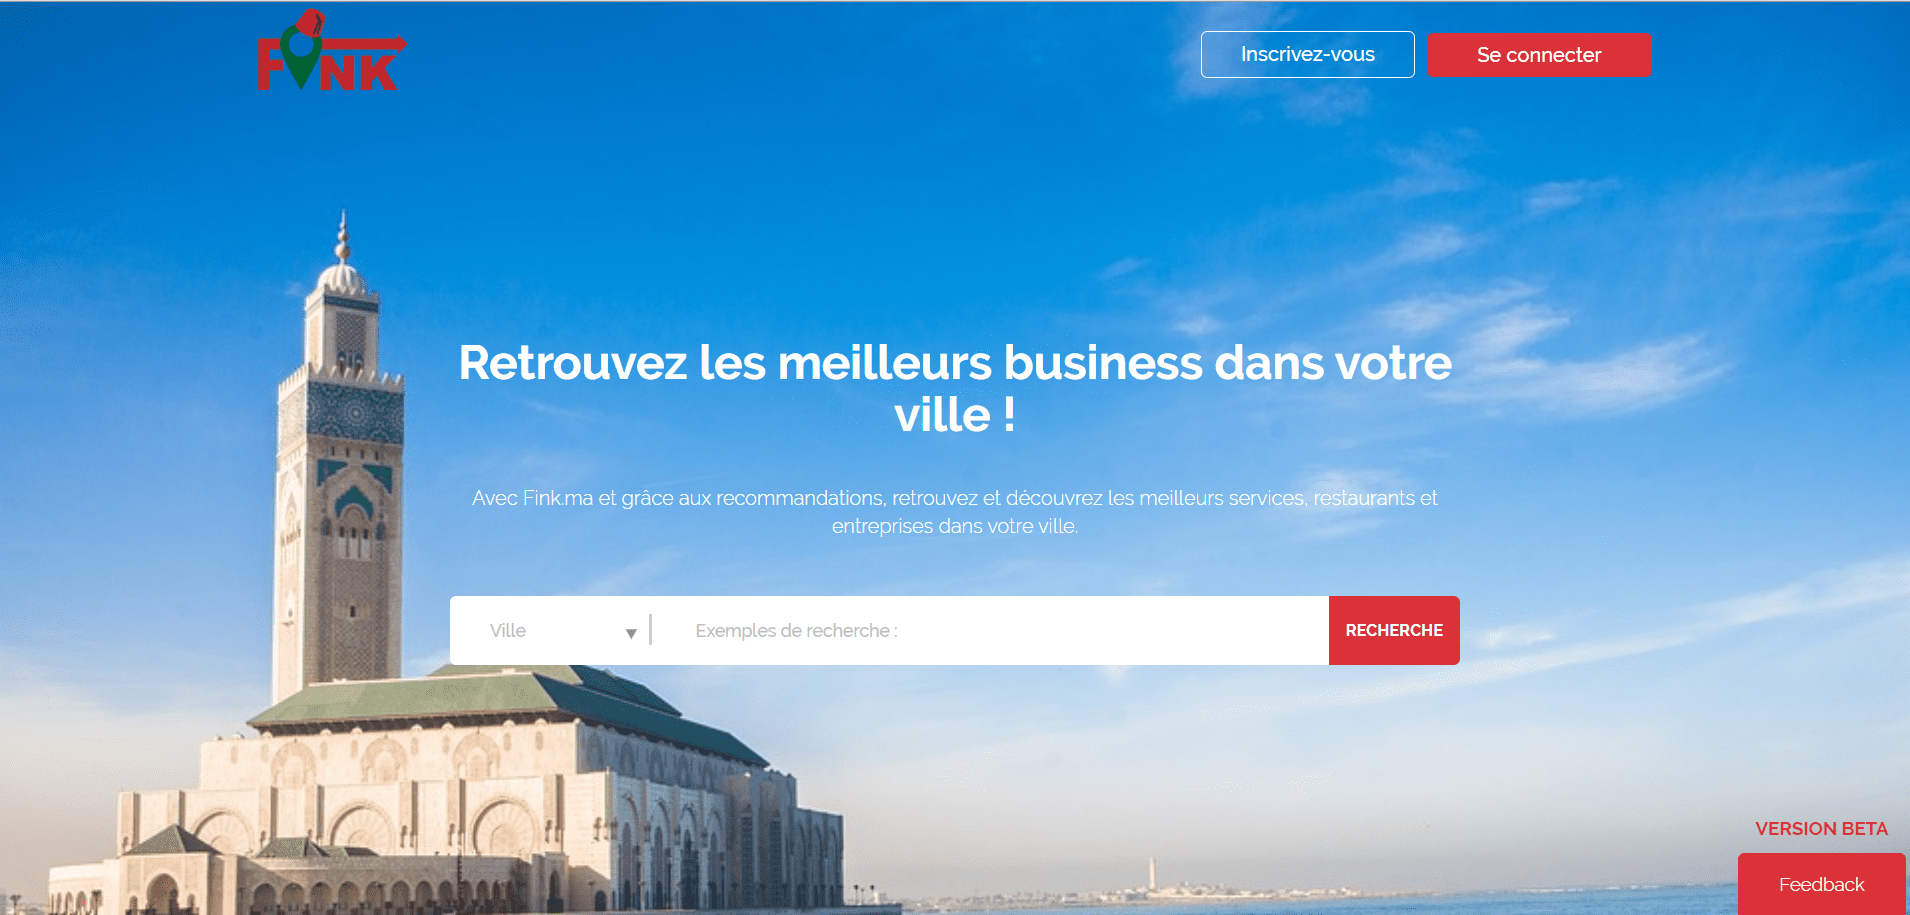 FINK
Inscrivez-vous
Se connecter
Retrouvez les meilleurs business dans votre
ville !
Avec Fink.ma et grâce aux recommandations, retrouvez et découvrez les meilleurs services, restaurants et
entreprises dans votre ville.
Ville
Exemples de recherche :
RECHERCHE
VERSION BETA
Feedback